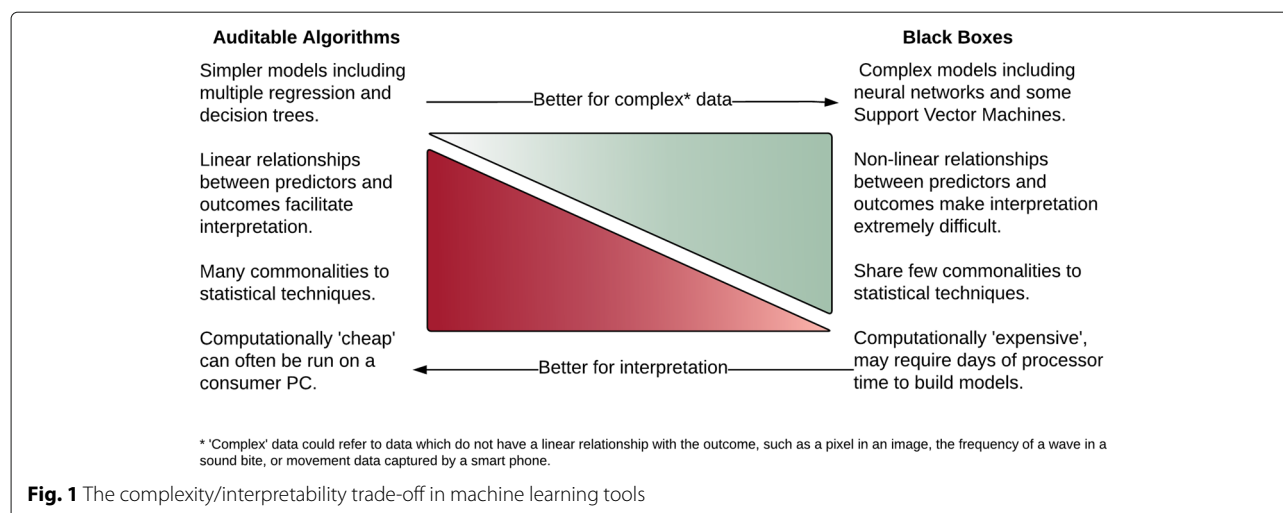 Auditable Algorithms
Simpler models including
multiple regression and
decision trees.
Linear relationships
between predictors and
outcomes facilitate
interpretation.
Many commonalities to
statistical techniques.
Computationally 'cheap'
can often be run on a
consumer PC.
Better for complex* data
Better for interpretation
Black Boxes
Complex models including
neural networks and some
Support Vector Machines.
Non-linear relationships
between predictors and
outcomes make interpretation
extremely difficult.
Share few commonalities to
statistical techniques.
Computationally 'expensive',
may require days of processor
time to build models.
* 'Complex' data could refer to data which do not have a linear relationship with the outcome, such as a pixel in an image, the frequency of a wave in a
sound bite, or movement data captured by a smart phone.
Fig. 1 The complexity/interpretability trade-off in machine learning tools